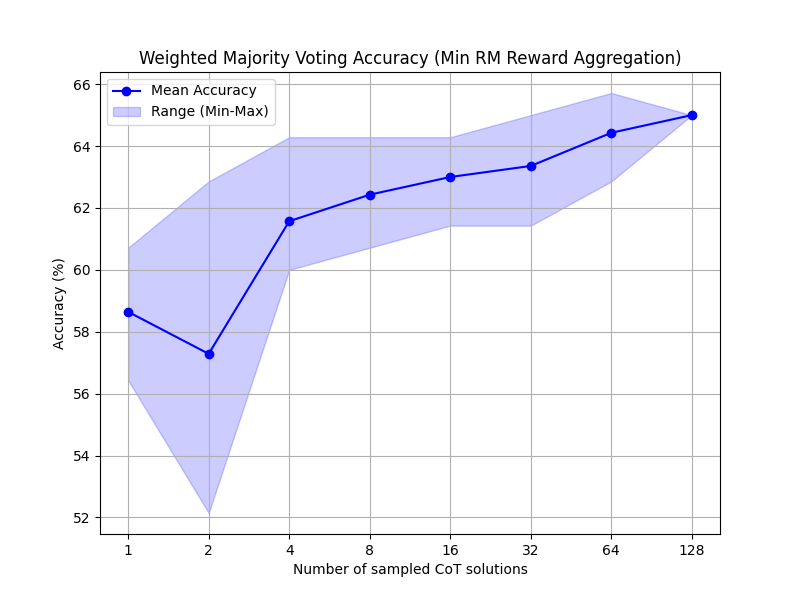 Weighted Majority Voting Accuracy (Min RM Reward Aggregation)
Mean Accuracy
Range (Min-Max)
66
64
62
60
58
56
54
52
Accuracy (%)
1 2 4 8 16 32 64 128
Number of sampled CoT solutions